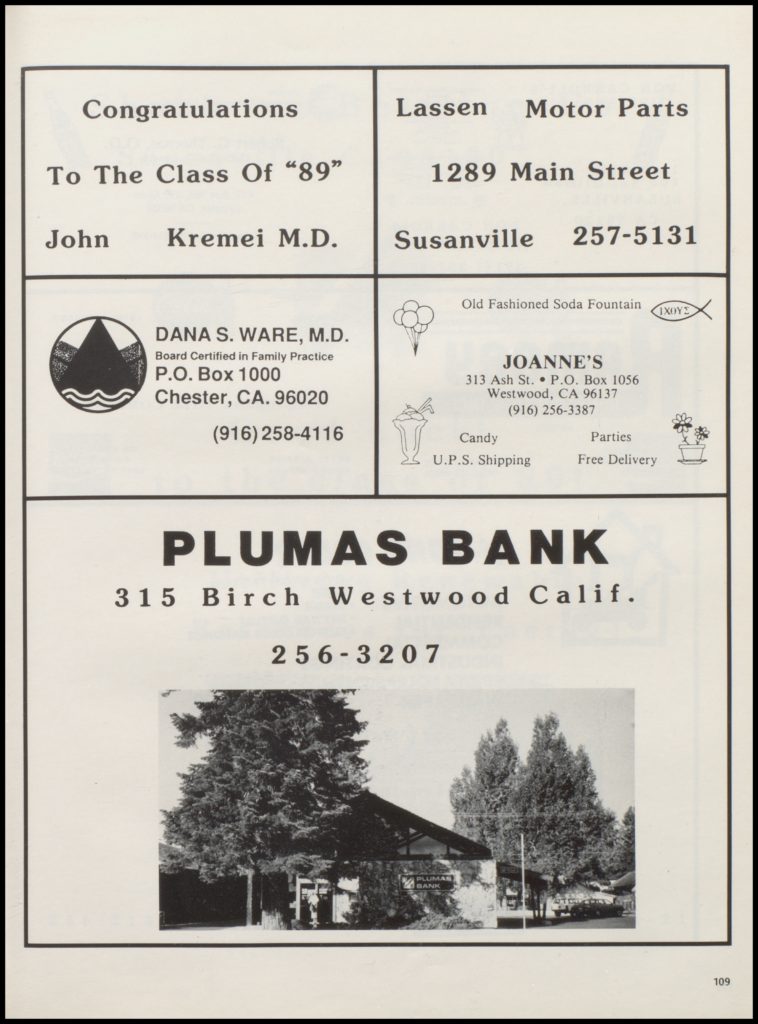 Congratulations
To The Class Of "89"
John Kremei M.D.
Lassen Motor Parts
1289 Main Street
Susanville 257-5131
DANA S. WARE, M.D.
Board Certified in Family Practice
P.O. Box 1000
Chester, CA. 96020
(916) 258-4116
Old Fashioned Soda Fountain
ΙΧΘΥΣ
JOANNE'S
313 Ash St. • P.O. Box 1056
Westwood, CA 96137
(916) 256-3387
Candy Parties
U.P.S. Shipping Free Delivery
PLUMAS BANK
315 Birch Westwood Calif.
256-3207
PLUMAS
BANK
109